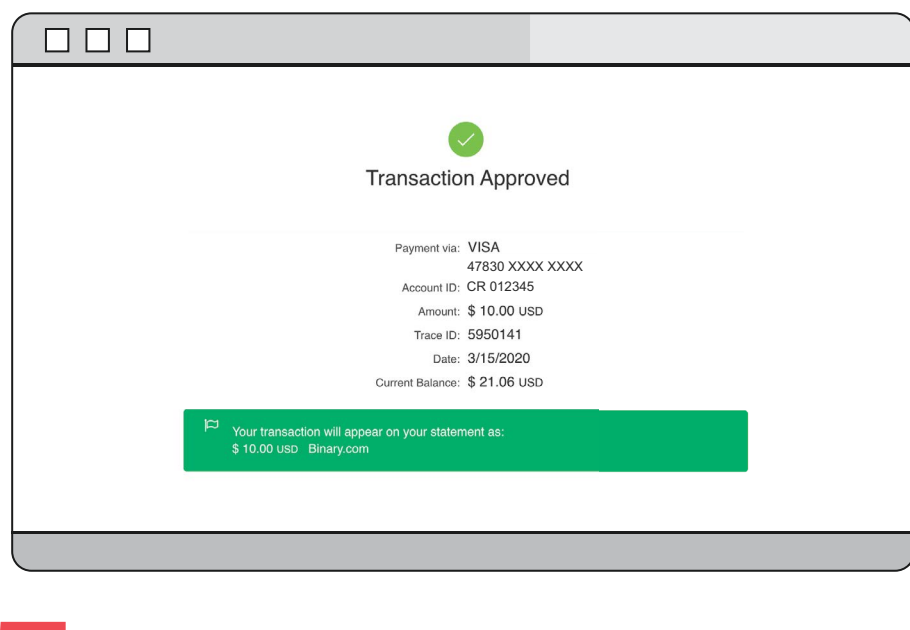 Transaction Approved
Payment via: VISA
47830 XXXX XXXX
Account ID: CR 012345
Amount: $ 10.00 USD
Trace ID: 5950141
Date: 3/15/2020
Current Balance: $ 21.06 USD
Your transaction will appear on your statement as:
$ 10.00 USD Binary.com